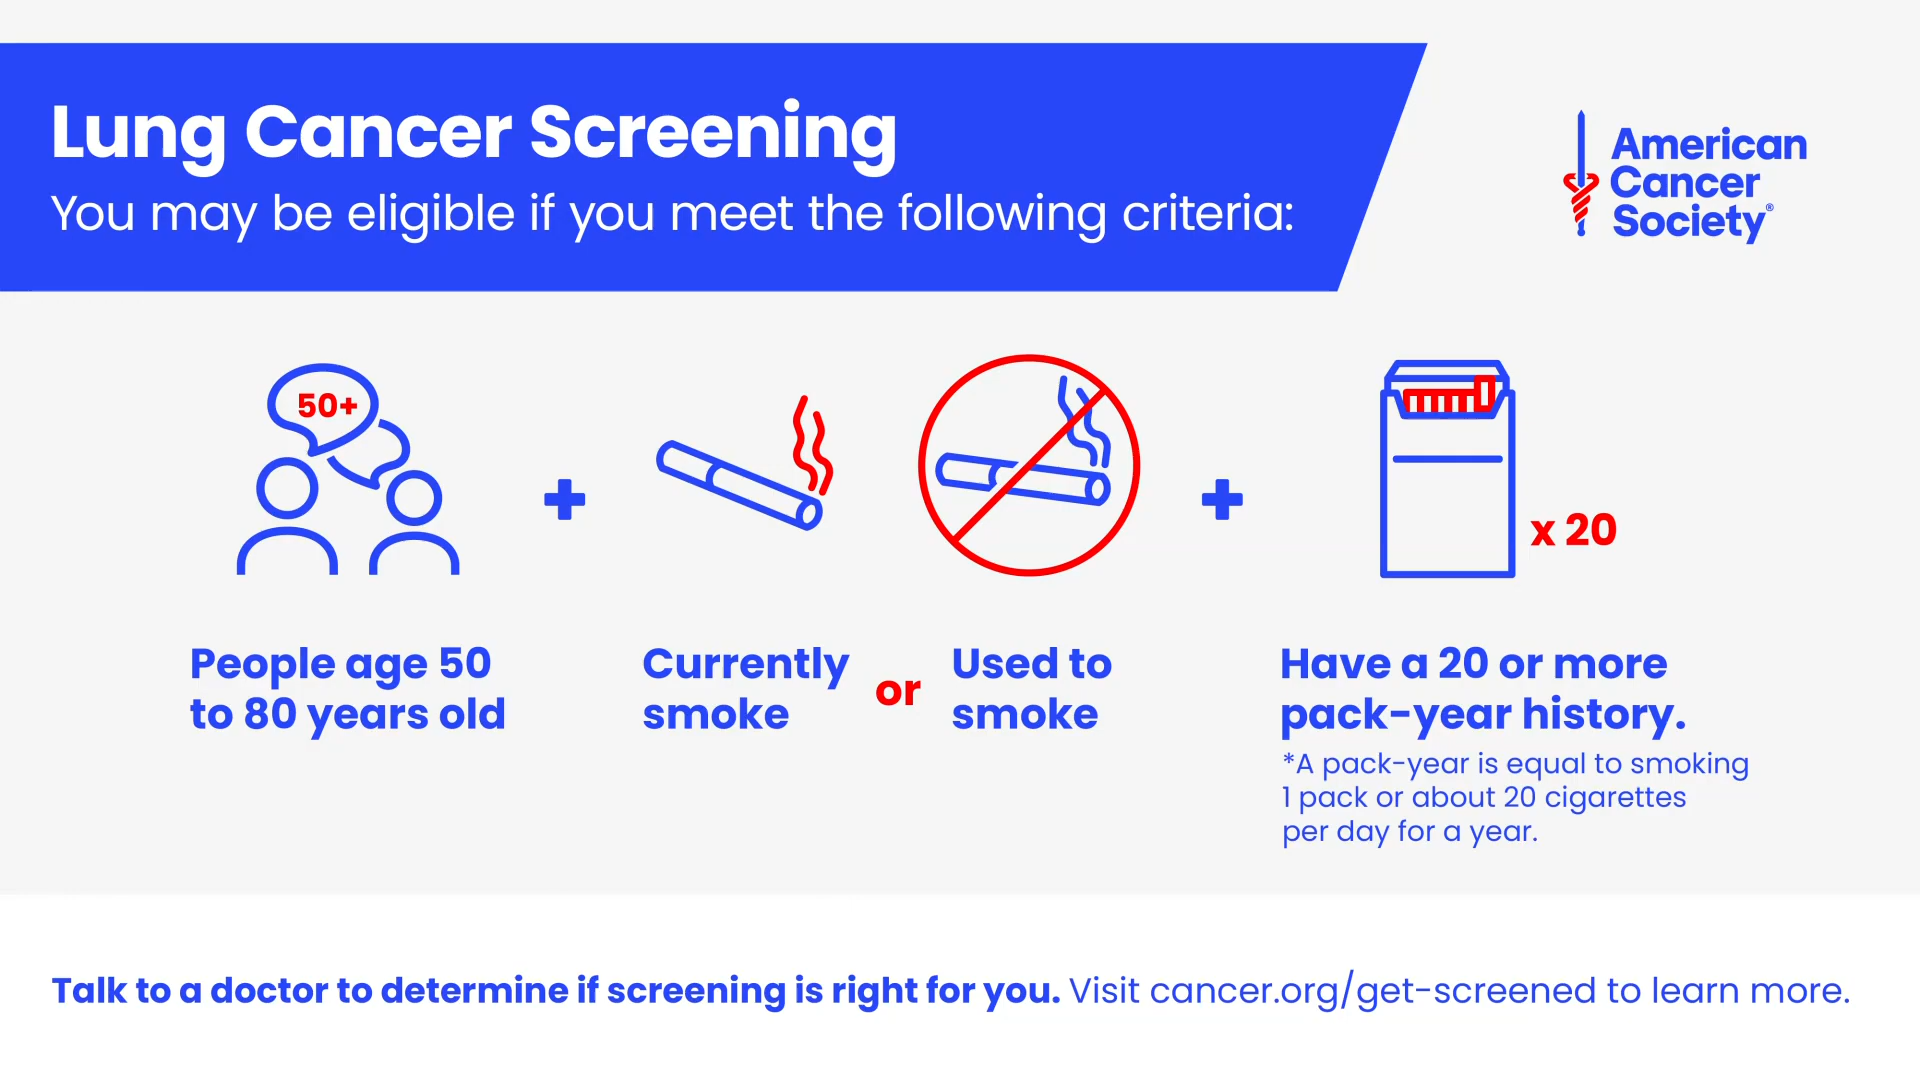 Lung Cancer Screening
You may be eligible if you meet the following criteria:
American
Cancer
Society®
50+
x 20
People age 50
to 80 years old
Currently
smoke
or
Used to
smoke
Have a 20 or more
pack-year history.
*A pack-year is equal to smoking
1 pack or about 20 cigarettes
per day for a year.
Talk to a doctor to determine if screening is right for you. Visit cancer.org/get-screened to learn more.